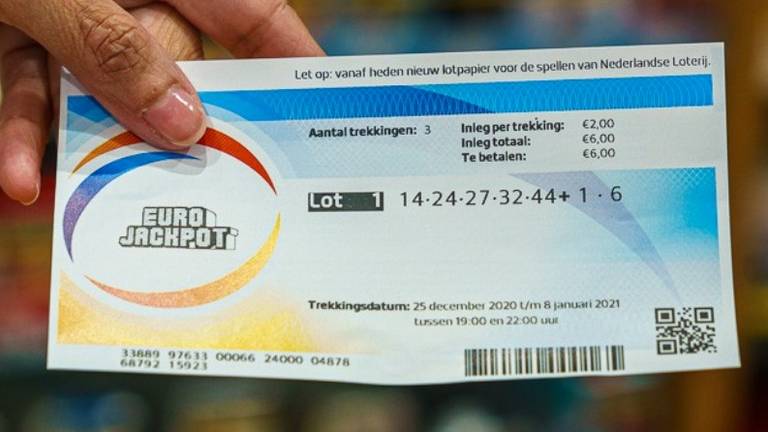 Let op: vanaf heden nieuw lotpapier voor de spellen van Nederlandse Loterij.
Aantal trekkingen: 3
Inleg per trekking: €2,00
Inleg totaal: €6,00
Te betalen: €6,00
EURO
JACKPOT
Lot 1 14·24·27·32·44+ 1 · 6
Trekkingsdatum: 25 december 2020 t/m 8 januari 2021
tussen 19:00 en 22:00 uur
33889 97633 00066 24000 04878
68792 15923